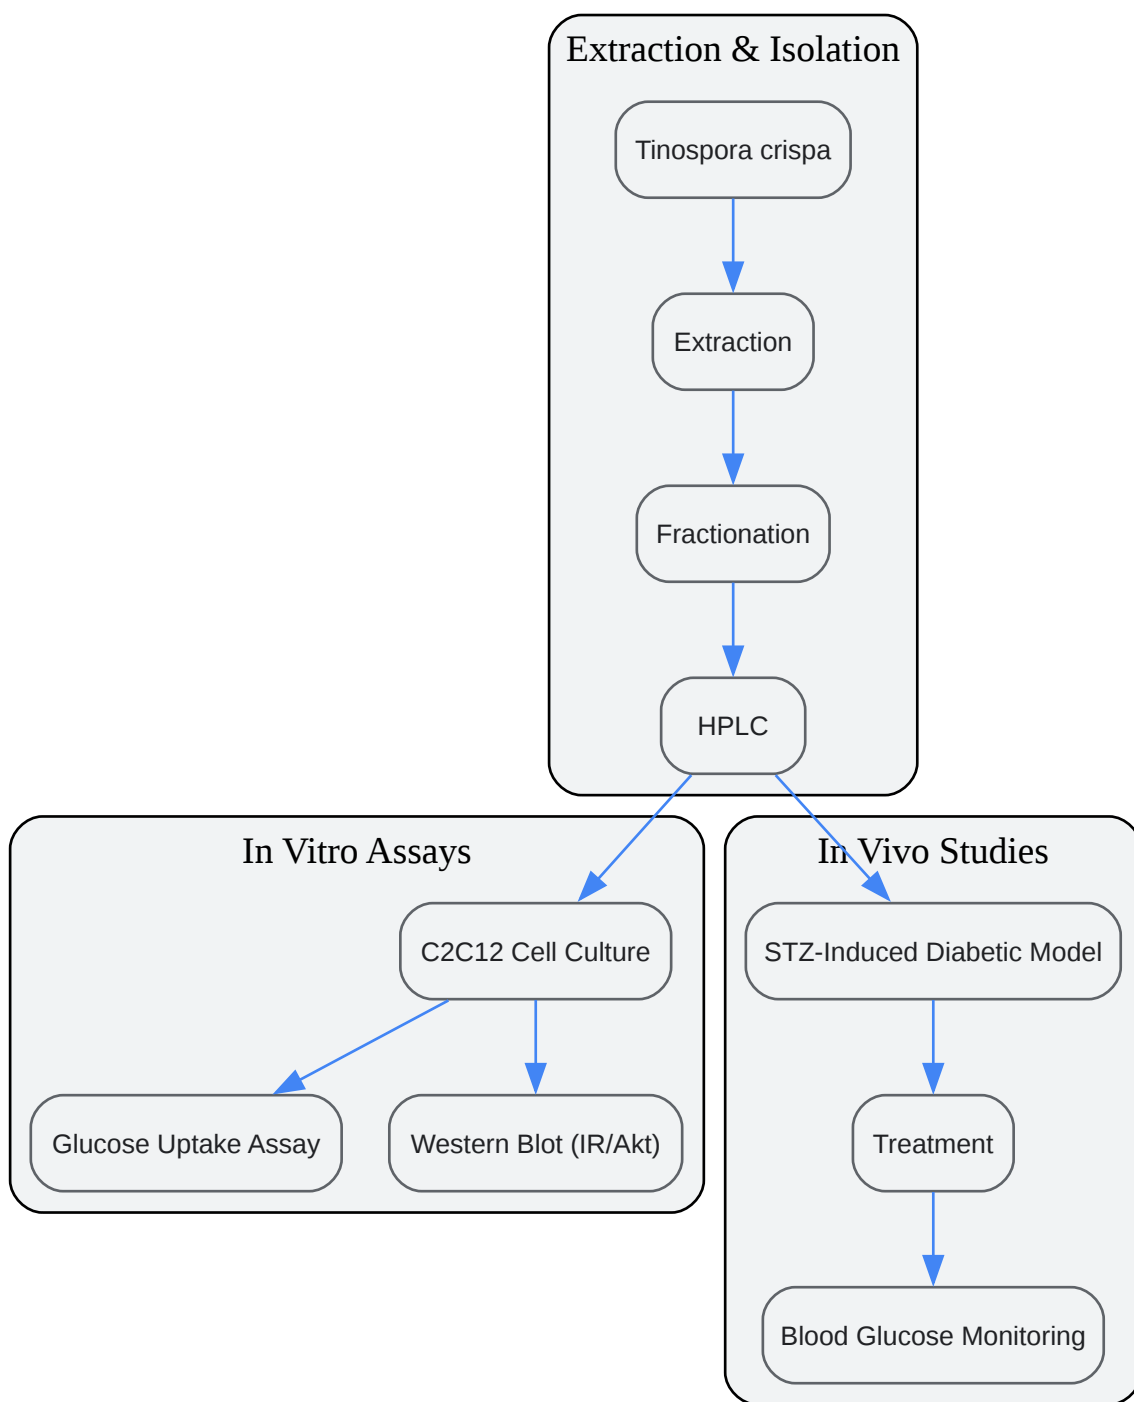 Extraction & Isolation
Tinospora crispa
Extraction
Fractionation
HPLC
In Vitro Assays
C2C12 Cell Culture
Glucose Uptake Assay
Western Blot (IR/Akt)
In Vivo Studies
STZ-Induced Diabetic Model
Treatment
Blood Glucose Monitoring